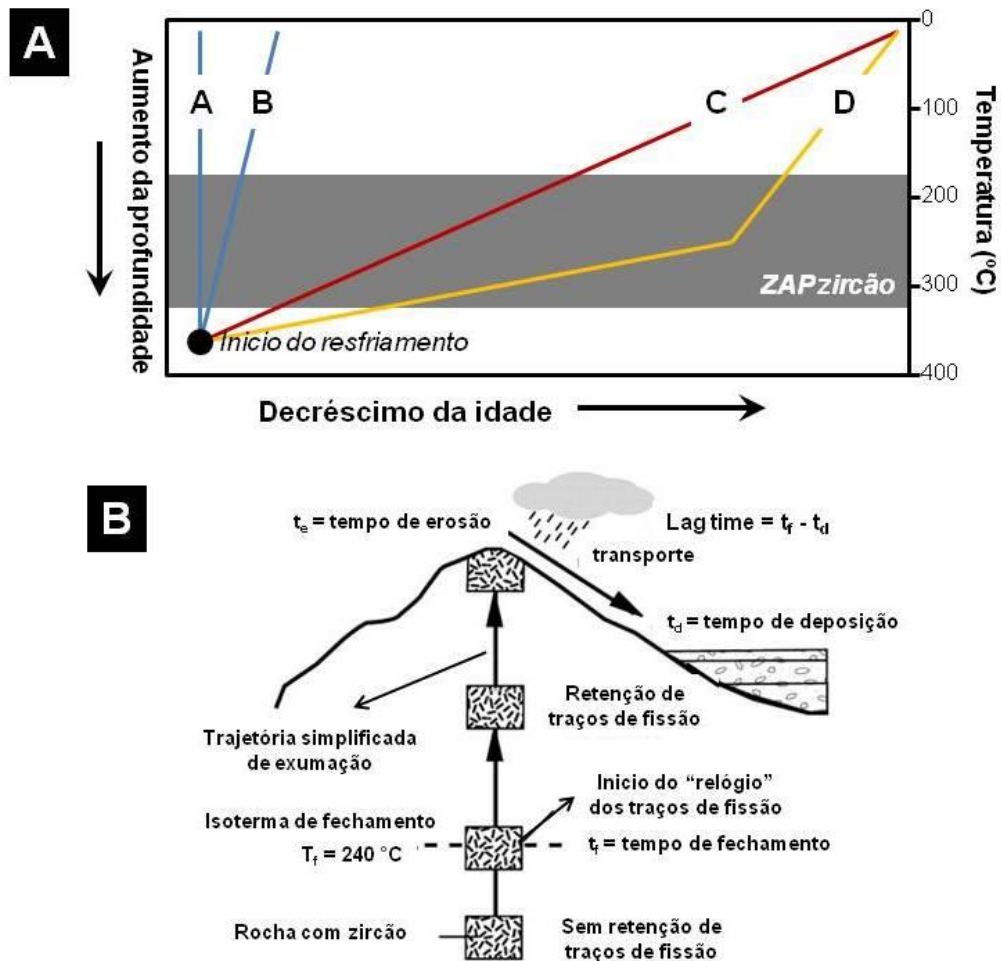 A
Aumento da profundidade
A
B
C
D
ZAPzircão
Inicio do resfriamento
0
100
200
300
400
Temperatura (ºC)
Decréscimo da idade
B
te = tempo de erosão
Lag time = tf - td
transporte
td = tempo de deposição
Retenção de
traços de fissão
Trajetória simplificada
de exumação
Inicio do “relógio”
dos traços de fissão
Isoterma de fechamento
Tf = 240 °C
tf = tempo de fechamento
Rocha com zircão
Sem retenção de
traços de fissão